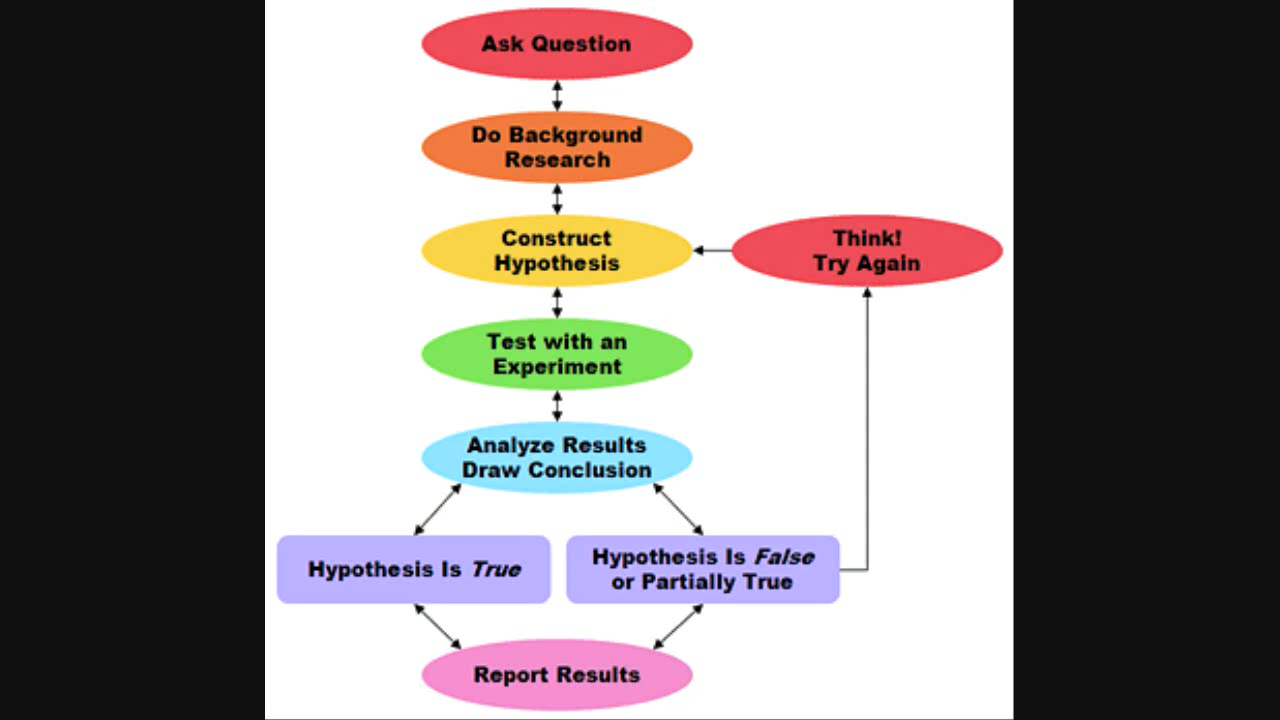 Ask Question
Do Background
Research
Construct
Hypothesis
Think!
Try Again
Test with an
Experiment
Analyze Results
Draw Conclusion
Hypothesis Is True
Hypothesis Is False
or Partially True
Report Results